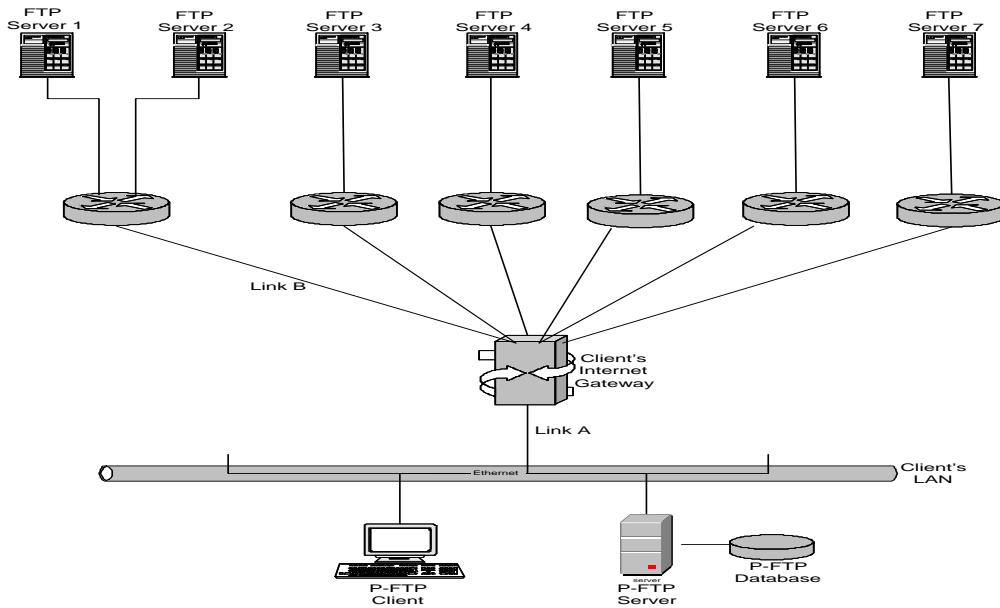 FTP
Server 1
FTP
Server 2
FTP
Server 3
FTP
Server 4
FTP
Server 5
FTP
Server 6
FTP
Server 7
Link B
Client's
Internet
Gateway
Link A
Ethernet
Client's
LAN
P-FTP
Client
server
P-FTP
Server
P-FTP
Database